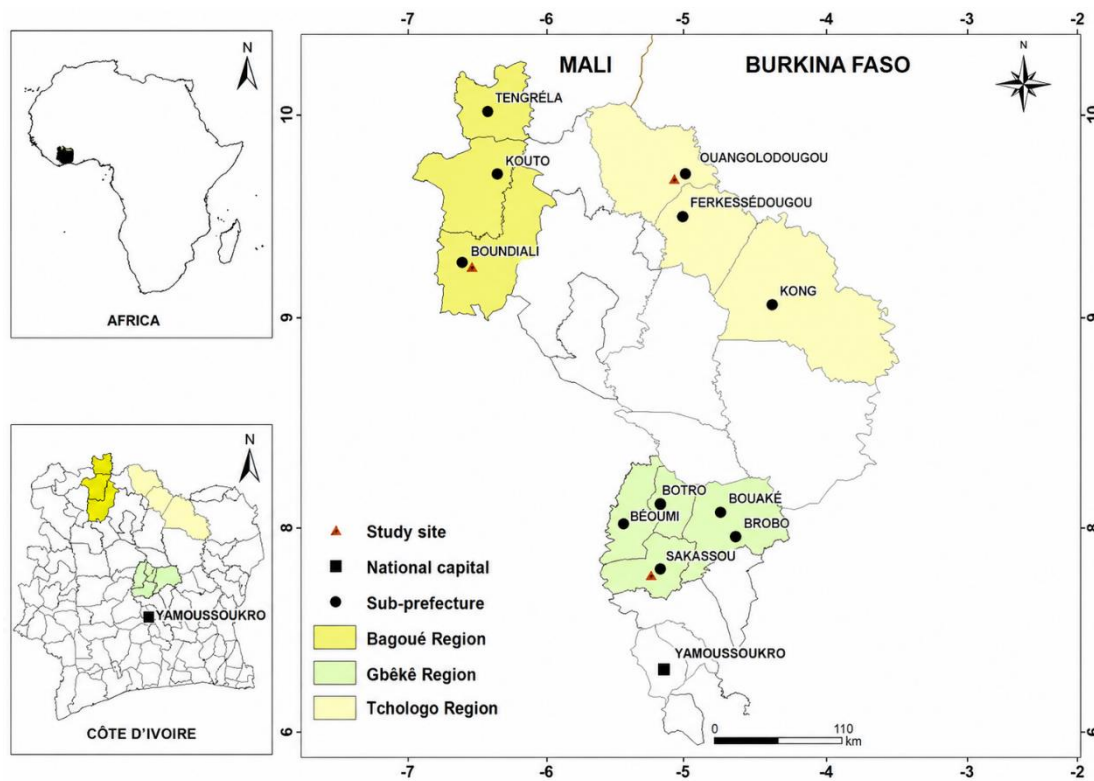 N
AFRICA
N
YAMOUSSOUKRO
CÔTE D'IVOIRE
-7 -6 -5 -4 -3 -2
MALI BURKINA FASO
N
10 10
TENGRÉLA
KOUTO
BOUNDIALI
OUANGOLODOUGOU
FERKESSÉDOUGOU
KONG
9 9
BOTRO
BOUAKÉ
BÉOUMI
BROBO
SAKASSOU
8 8
YAMOUSSOUKRO
Study site
National capital
Sub-prefecture
Bagoué Region
Gbêkê Region
Tchologo Region
0 110
km
6 6
-7 -6 -5 -4 -3 -2